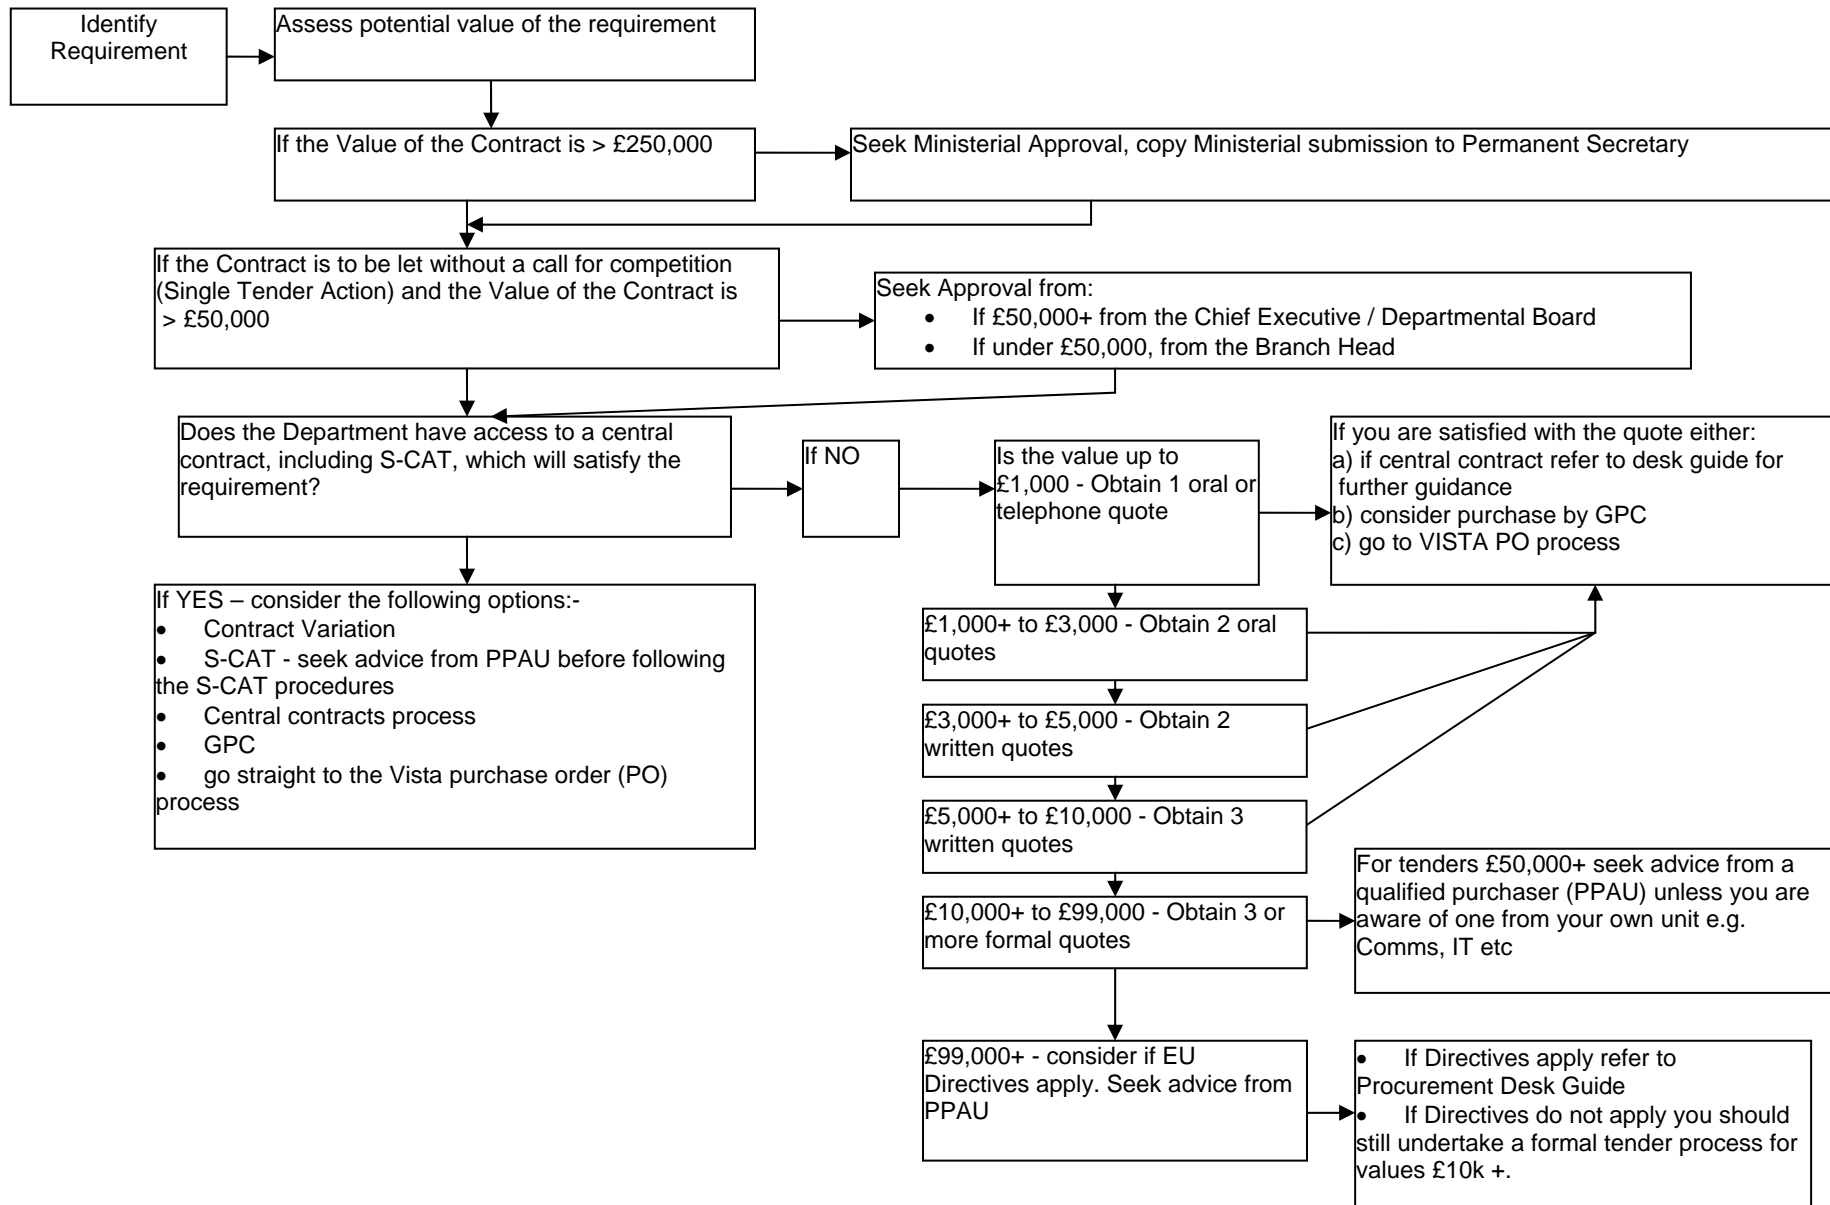 Identify
Requirement
Assess potential value of the requirement
If the Value of the Contract is > £250,000
Seek Ministerial Approval, copy Ministerial submission to Permanent Secretary
If the Contract is to be let without a call for competition
(Single Tender Action) and the Value of the Contract is
> £50,000
Seek Approval from:
• If £50,000+ from the Chief Executive / Departmental Board
• If under £50,000, from the Branch Head
Does the Department have access to a central
contract, including S-CAT, which will satisfy the
requirement?
If NO
Is the value up to
£1,000 - Obtain 1 oral or
telephone quote
If you are satisfied with the quote either:
a) if central contract refer to desk guide for
further guidance
b) consider purchase by GPC
c) go to VISTA PO process
If YES – consider the following options:-
• Contract Variation
• S-CAT - seek advice from PPAU before following
the S-CAT procedures
• Central contracts process
• GPC
• go straight to the Vista purchase order (PO)
process
£1,000+ to £3,000 - Obtain 2 oral
quotes
£3,000+ to £5,000 - Obtain 2
written quotes
£5,000+ to £10,000 - Obtain 3
written quotes
£10,000+ to £99,000 - Obtain 3 or
more formal quotes
For tenders £50,000+ seek advice from a
qualified purchaser (PPAU) unless you are
aware of one from your own unit e.g.
Comms, IT etc
£99,000+ - consider if EU
Directives apply. Seek advice from
PPAU
• If Directives apply refer to
Procurement Desk Guide
• If Directives do not apply you should
still undertake a formal tender process for
values £10k +.